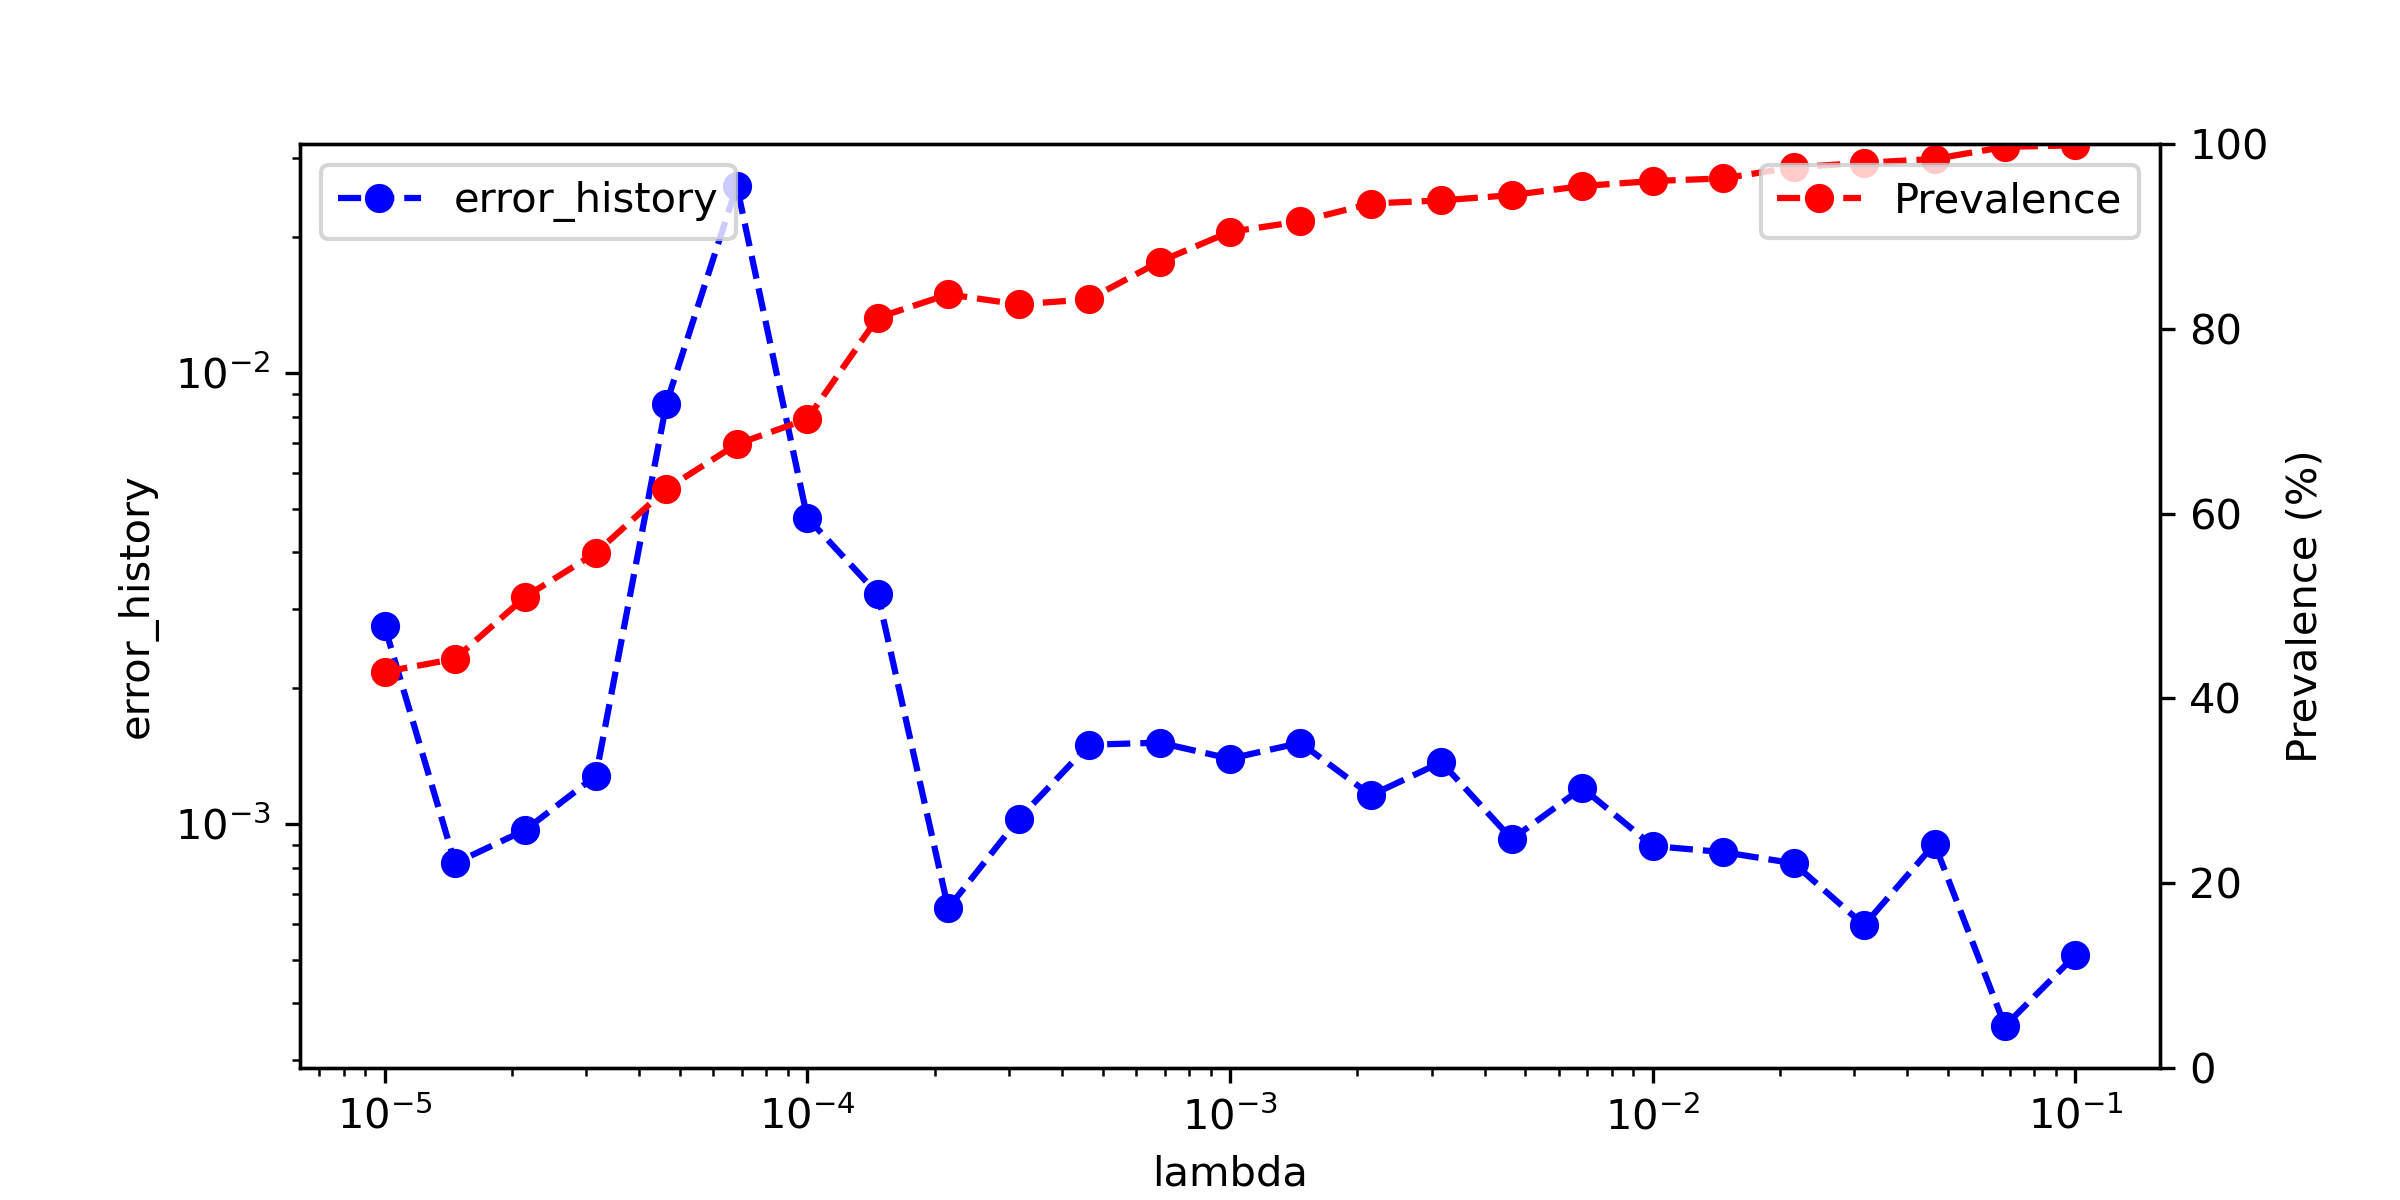 error_history
Prevalence
10⁻²
10⁻³
error_history
100
80
60
40
20
0
Prevalence (%)
10⁻⁵ 10⁻⁴ 10⁻³ 10⁻² 10⁻¹
lambda